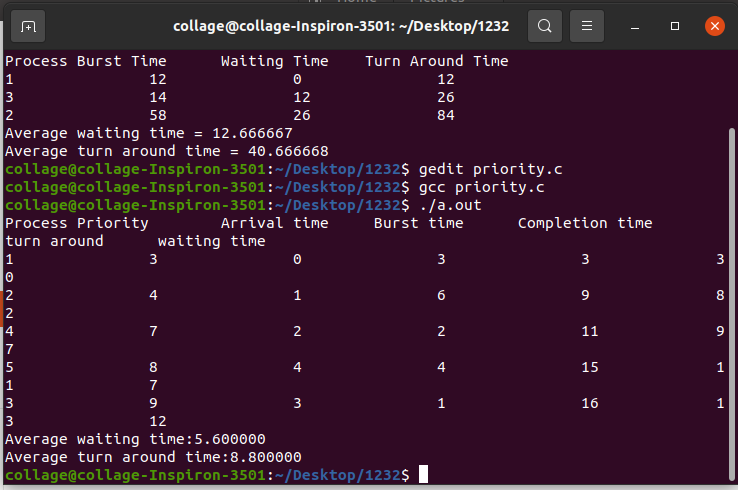 collage@collage-Inspiron-3501: ~/Desktop/1232
Process Burst Time Waiting Time Turn Around Time
1 12 0 12
3 14 12 26
2 58 26 84
Average waiting time = 12.666667
Average turn around time = 40.666668
collage@collage-Inspiron-3501:~/Desktop/1232$ gedit priority.c
collage@collage-Inspiron-3501:~/Desktop/1232$ gcc priority.c
collage@collage-Inspiron-3501:~/Desktop/1232$ ./a.out
Process Priority Arrival time Burst time Completion time
turn around waiting time
1 3 0 3 3 3
0
2 4 1 6 9 8
2
4 7 2 2 11 9
7
5 8 4 4 15 1
1 7
3 9 3 1 16 1
3 12
Average waiting time:5.600000
Average turn around time:8.800000
collage@collage-Inspiron-3501:~/Desktop/1232$